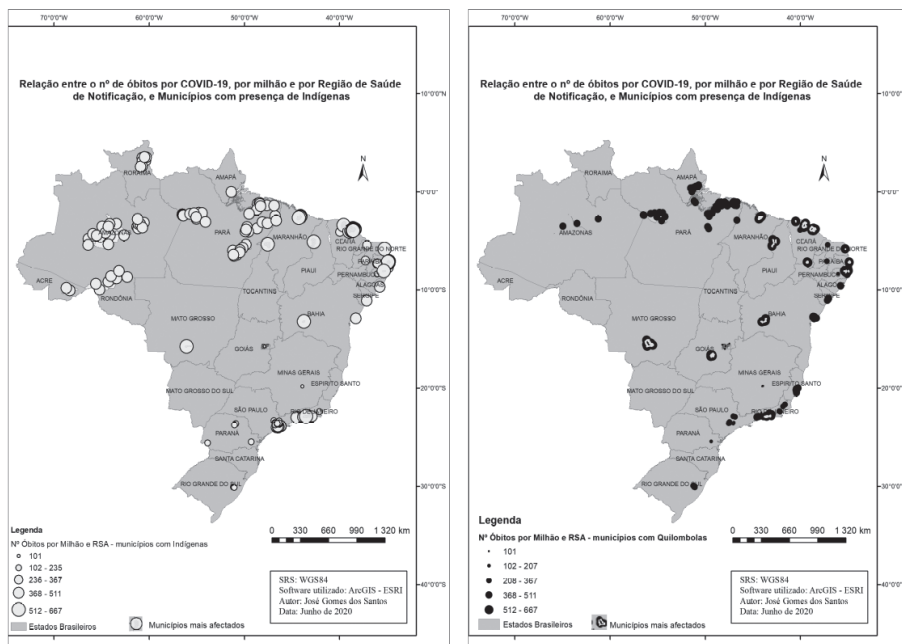 70°0'0"W 60°0'0"W 50°0'0"W 40°0'0"W
Relação entre o nº de óbitos por COVID-19, por milhão e por Região de Saúde
de Notificação, e Municípios com presença de Indígenas
10°0'0"N
0°0'0"
10°0'0"S
20°0'0"S
30°0'0"S
40°0'0"S
N
RORAIMA
AMAPÁ
AMAZONAS
PARÁ
MARANHÃO
CEARÁ
RIO GRANDE DO NORTE
PARAÍBA
PIAUI
PERNAMBUCO
ACRE
ALAGOAS
SERGIPE
RONDÔNIA
TOCANTINS
BAHIA
MATO GROSSO
GOIÁS
MINAS GERAIS
ESPIRITO SANTO
MATO GROSSO DO SUL
SÃO PAULO
RIO DE JANEIRO
PARANÁ
SANTA CATARINA
RIO GRANDE DO SUL
Legenda
Nº Óbitos por Milhão e RSA - municípios com Indígenas
101
102 - 235
236 - 367
368 - 511
512 - 667
Estados Brasileiros
Municípios mais afectados
0 330 660 990 1 320 km
SRS: WGS84
Software utilizado: ArcGIS - ESRI
Autor: José Gomes dos Santos
Data: Junho de 2020
70°0'0"W 60°0'0"W 50°0'0"W 40°0'0"W
Relação entre o nº de óbitos por COVID-19, por milhão e por Região de Saúde
de Notificação, e Municípios com presença de Indígenas
10°0'0"N
0°0'0"
10°0'0"S
20°0'0"S
30°0'0"S
40°0'0"S
N
RORAIMA
AMAPÁ
AMAZONAS
PARÁ
MARANHÃO
CEARÁ
RIO GRANDE DO NORTE
PARAÍBA
PIAUI
PERNAMBUCO
ACRE
ALAGOAS
SERGIPE
RONDÔNIA
TOCANTINS
BAHIA
MATO GROSSO
GOIÁS
MINAS GERAIS
ESPIRITO SANTO
MATO GROSSO DO SUL
SÃO PAULO
RIO DE JANEIRO
PARANÁ
SANTA CATARINA
RIO GRANDE DO SUL
Legenda
Nº Óbitos por Milhão e RSA - municípios com Quilombolas
101
102 - 207
208 - 367
368 - 511
512 - 667
Estados Brasileiros
Municípios mais afectados
0 330 660 990 1 320 km
SRS: WGS84
Software utilizado: ArcGIS - ESRI
Autor: José Gomes dos Santos
Data: Junho de 2020